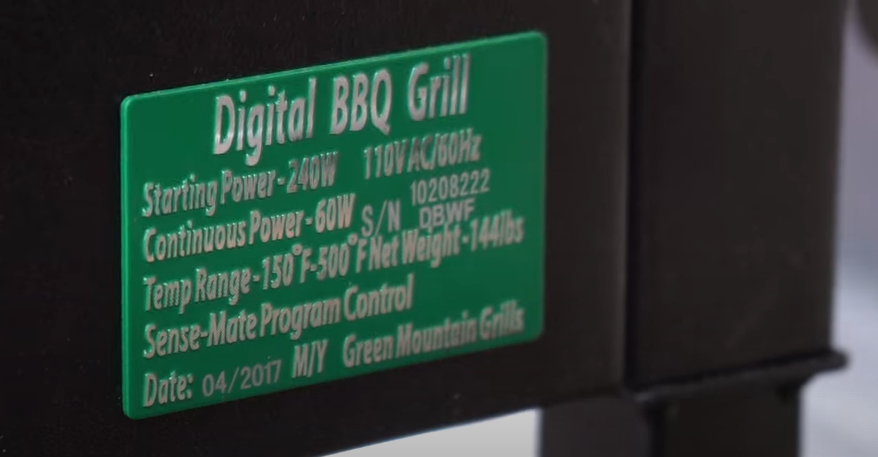 Digital BBQ Grill
Starting Power-240W 110V AC/60Hz
Continuous Power-60W S/N 10208222
DBWF
Temp Range-150°F-500°F Net Weight-144lbs
Sense-Mate Program Control
Date: 04/2017 M/Y Green Mountain Grills